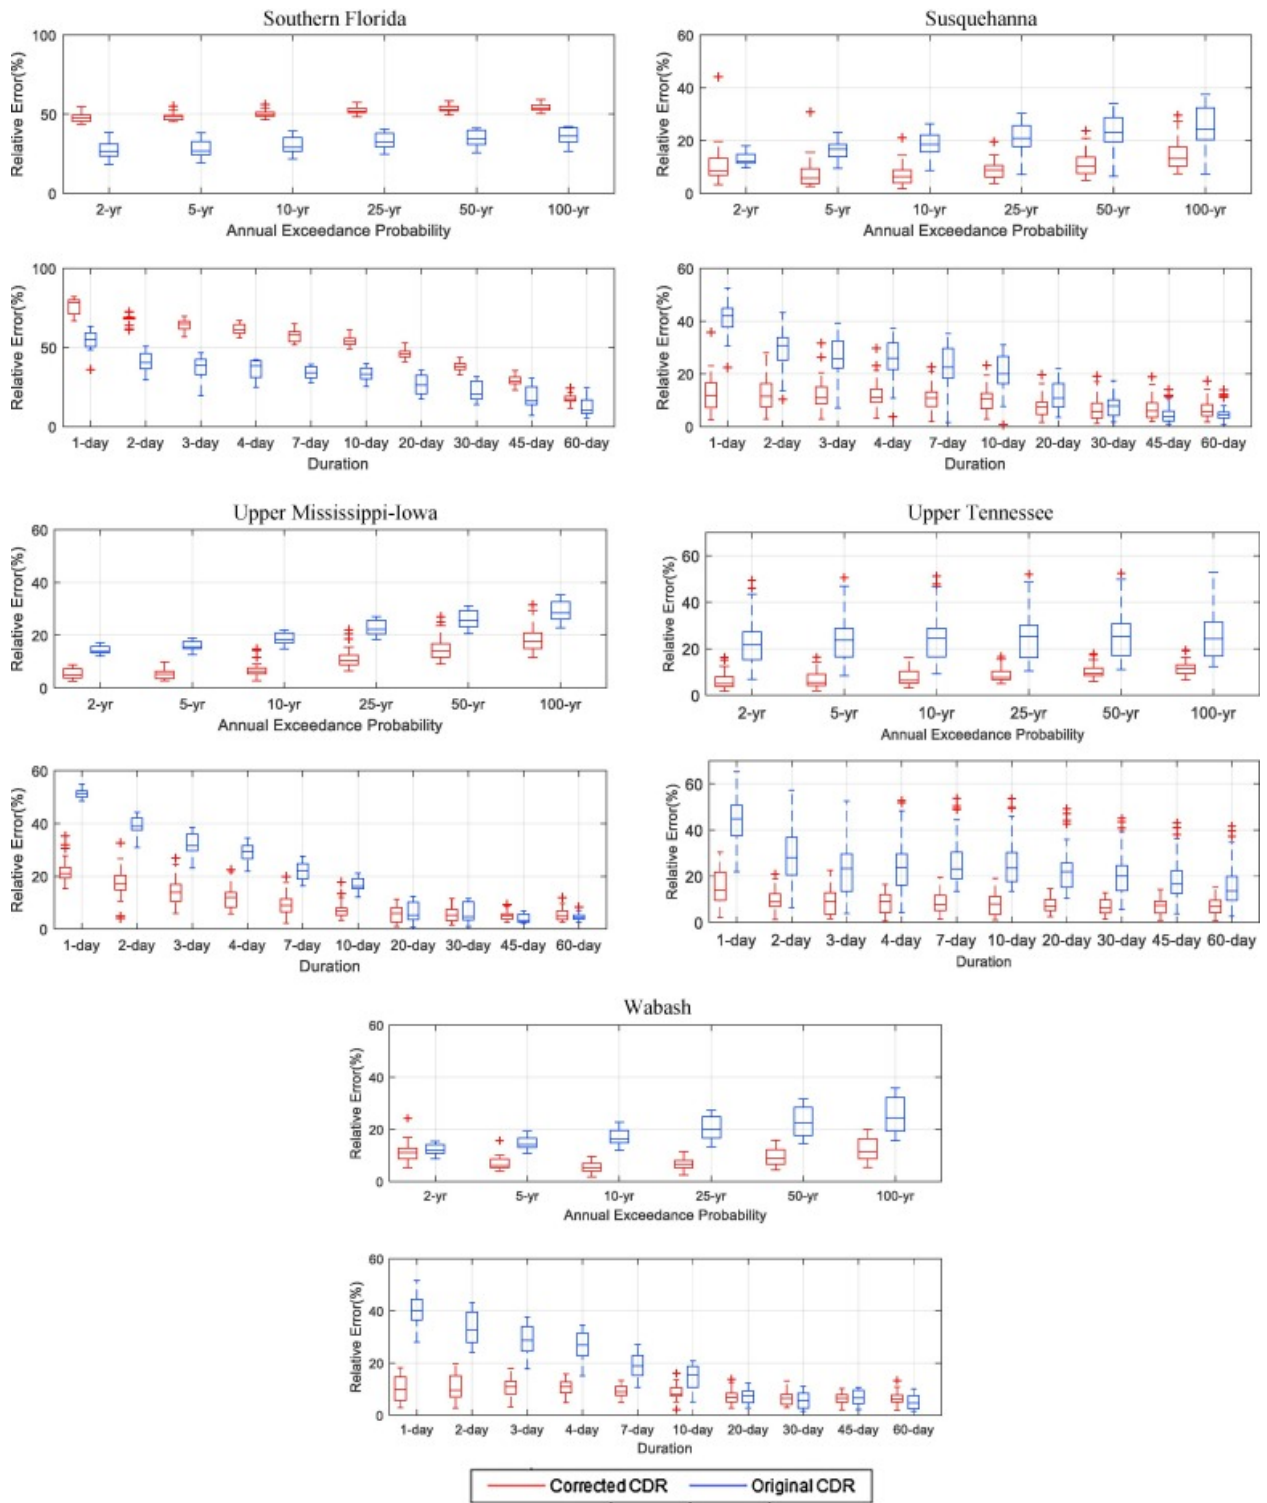 Southern Florida
Relative Error(%)
100
50
0
2-yr 5-yr 10-yr 25-yr 50-yr 100-yr
Annual Exceedance Probability
Relative Error(%)
100
50
0
1-day 2-day 3-day 4-day 7-day 10-day 20-day 30-day 45-day 60-day
Duration
Susquehanna
Relative Error(%)
60
40
20
0
2-yr 5-yr 10-yr 25-yr 50-yr 100-yr
Annual Exceedance Probability
Relative Error(%)
60
40
20
0
1-day 2-day 3-day 4-day 7-day 10-day 20-day 30-day 45-day 60-day
Duration
Upper Mississippi-Iowa
Relative Error(%)
60
40
20
0
2-yr 5-yr 10-yr 25-yr 50-yr 100-yr
Annual Exceedance Probability
Relative Error(%)
60
40
20
0
1-day 2-day 3-day 4-day 7-day 10-day 20-day 30-day 45-day 60-day
Duration
Upper Tennessee
Relative Error(%)
60
40
20
0
2-yr 5-yr 10-yr 25-yr 50-yr 100-yr
Annual Exceedance Probability
Relative Error(%)
60
40
20
0
1-day 2-day 3-day 4-day 7-day 10-day 20-day 30-day 45-day 60-day
Duration
Wabash
Relative Error(%)
60
40
20
0
2-yr 5-yr 10-yr 25-yr 50-yr 100-yr
Annual Exceedance Probability
Relative Error(%)
60
40
20
0
1-day 2-day 3-day 4-day 7-day 10-day 20-day 30-day 45-day 60-day
Duration
Corrected CDR Original CDR